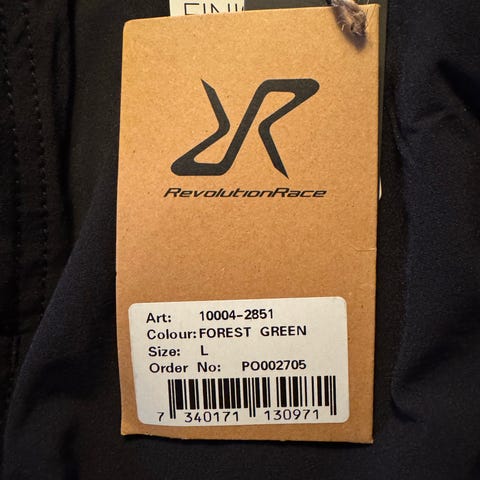 RevolutionRace
Art: 10004-2851
Colour: FOREST GREEN
Size: L
Order No: PO002705
7 340171 130971